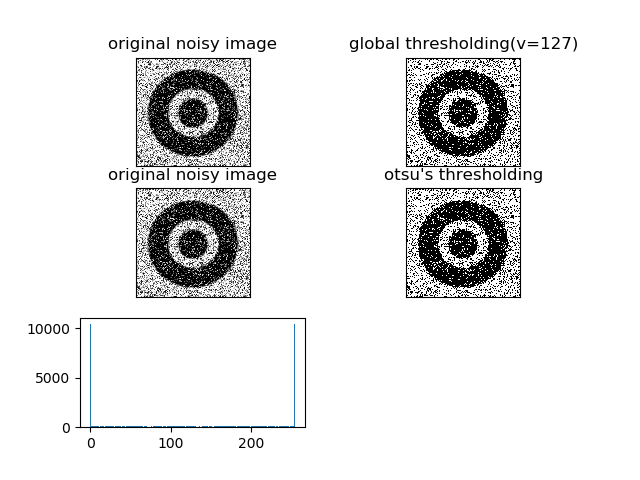 original noisy image
global thresholding(v=127)
original noisy image
otsu's thresholding
10000
5000
0
0
100
200